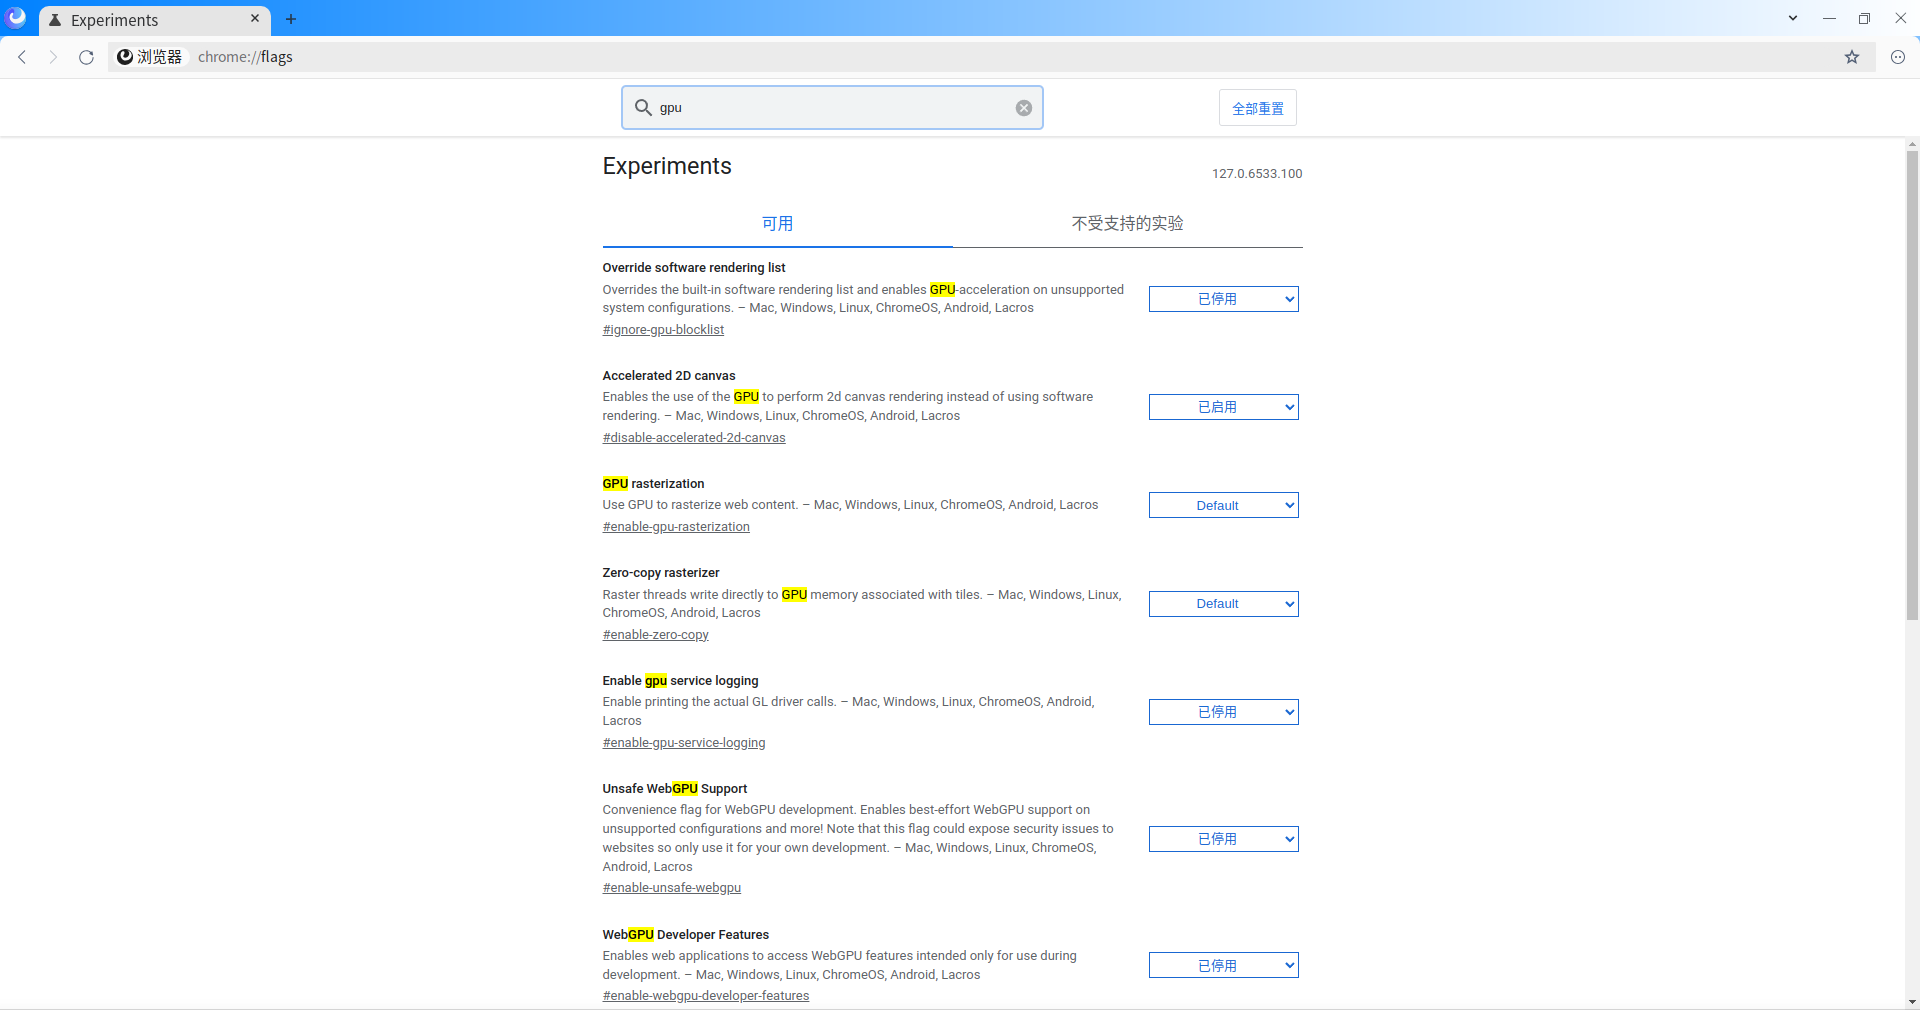 Experiments
浏览器 chrome://flags
gpu
全部重置
Experiments
127.0.6533.100
可用
不受支持的实验
Override software rendering list
Overrides the built-in software rendering list and enables GPU-acceleration on unsupported
system configurations. – Mac, Windows, Linux, ChromeOS, Android, Lacros
#ignore-gpu-blocklist
已停用
Accelerated 2D canvas
Enables the use of the GPU to perform 2d canvas rendering instead of using software
rendering. – Mac, Windows, Linux, ChromeOS, Android, Lacros
#disable-accelerated-2d-canvas
已启用
GPU rasterization
Use GPU to rasterize web content. – Mac, Windows, Linux, ChromeOS, Android, Lacros
#enable-gpu-rasterization
Default
Zero-copy rasterizer
Raster threads write directly to GPU memory associated with tiles. – Mac, Windows, Linux,
ChromeOS, Android, Lacros
#enable-zero-copy
Default
Enable gpu service logging
Enable printing the actual GL driver calls. – Mac, Windows, Linux, ChromeOS, Android,
Lacros
#enable-gpu-service-logging
已停用
Unsafe WebGPU Support
Convenience flag for WebGPU development. Enables best-effort WebGPU support on
unsupported configurations and more! Note that this flag could expose security issues to
websites so only use it for your own development. – Mac, Windows, Linux, ChromeOS,
Android, Lacros
#enable-unsafe-webgpu
已停用
WebGPU Developer Features
Enables web applications to access WebGPU features intended only for use during
development. – Mac, Windows, Linux, ChromeOS, Android, Lacros
#enable-webgpu-developer-features
已停用